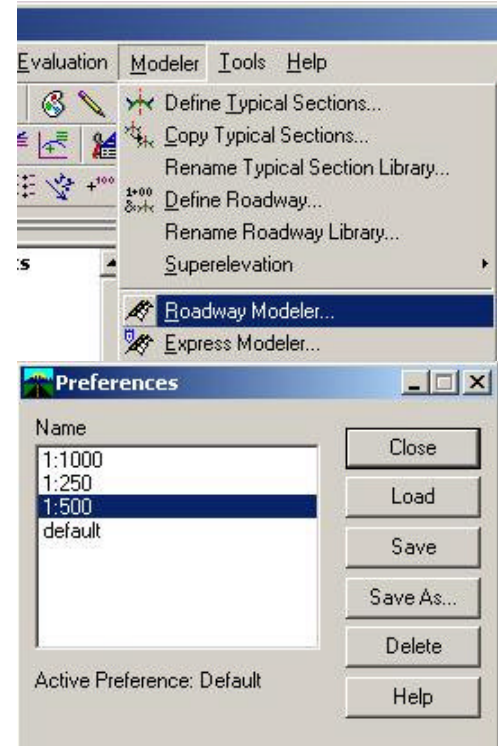 Evaluation Modeler Tools Help
Define Typical Sections...
Copy Typical Sections...
Rename Typical Section Library...
1+00
Define Roadway...
Rename Roadway Library...
Superelevation
s
Roadway Modeler...
Express Modeler...
Preferences
Name
1:1000
1:250
1:500
default
Close
Load
Save
Save As...
Delete
Help
Active Preference: Default